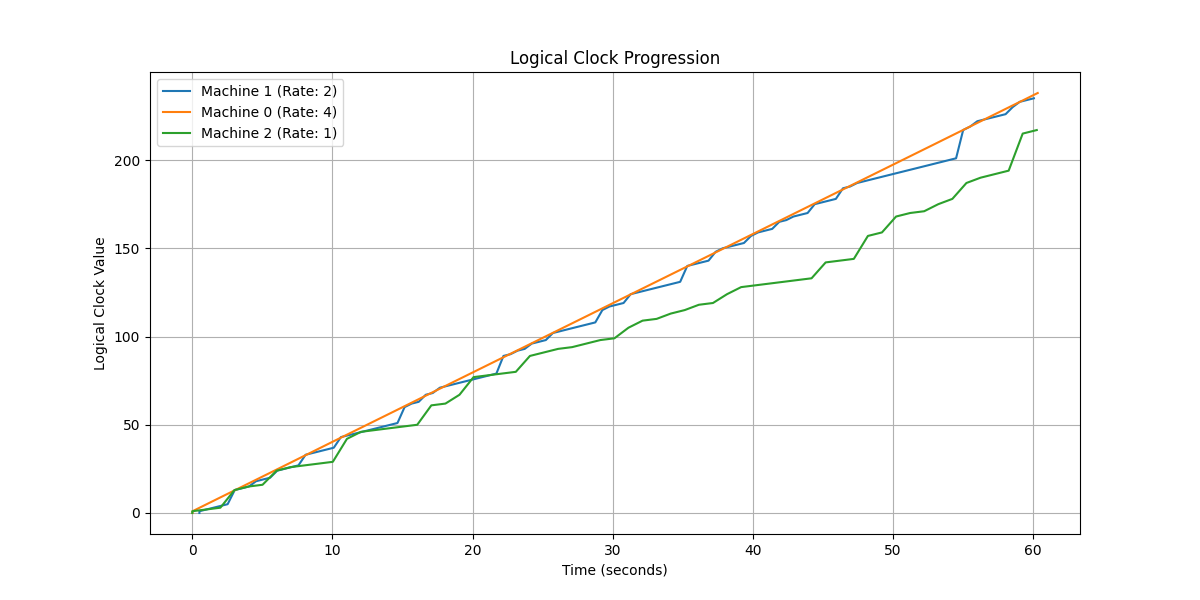 Logical Clock Progression
Machine 1 (Rate: 2)
Machine 0 (Rate: 4)
Machine 2 (Rate: 1)
Logical Clock Value
200
150
100
50
0
0 10 20 30 40 50 60
Time (seconds)